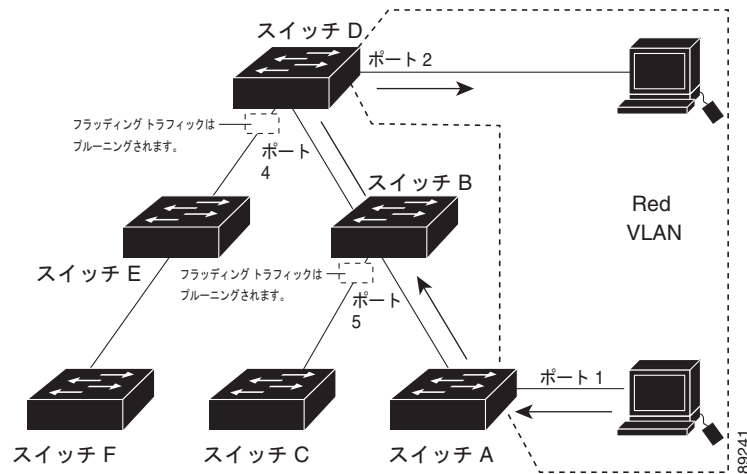 スイッチ D
ポート 2
フラッディング トラフィックは
プルーニングされます。
ポート
4
スイッチ B
Red
VLAN
スイッチ E
フラッディング トラフィックは
プルーニングされます。
ポート
5
ポート 1
スイッチ F
スイッチ C
スイッチ A
89241